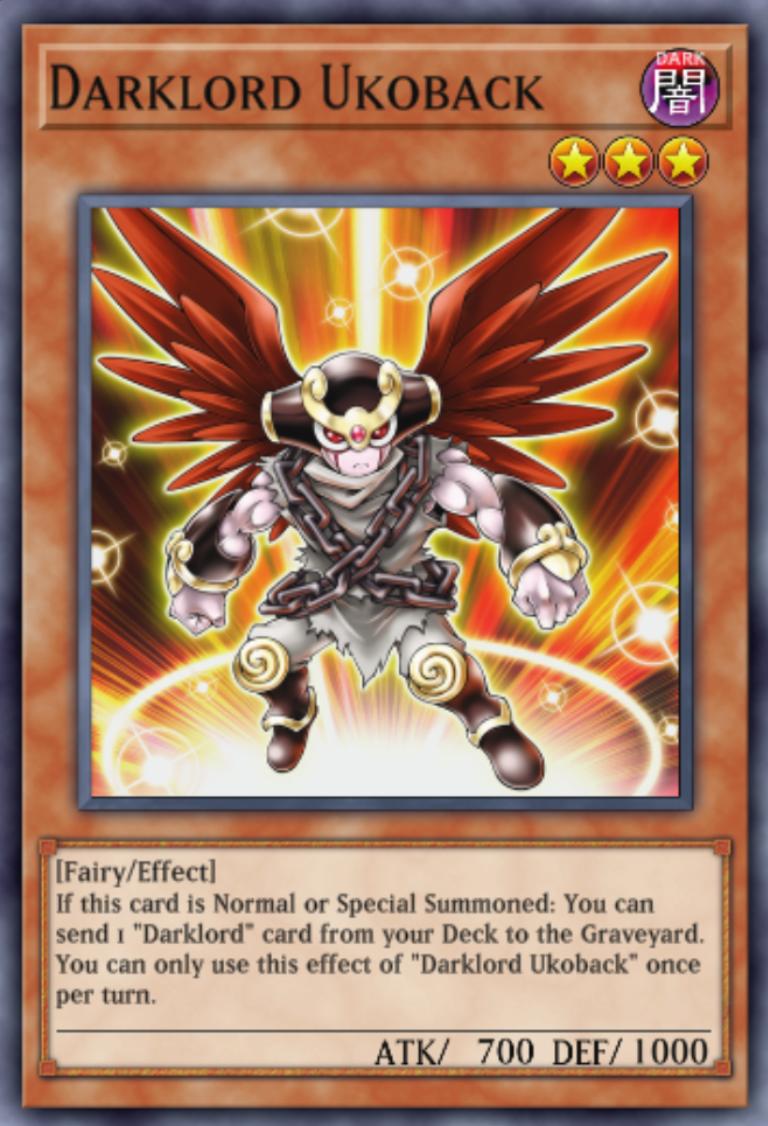 Darklord Ukoback
DARK
闇
[Fairy/Effect]
If this card is Normal or Special Summoned: You can
send 1 "Darklord" card from your Deck to the Graveyard.
You can only use this effect of "Darklord Ukoback" once
per turn.
ATK/ 700 DEF/ 1000